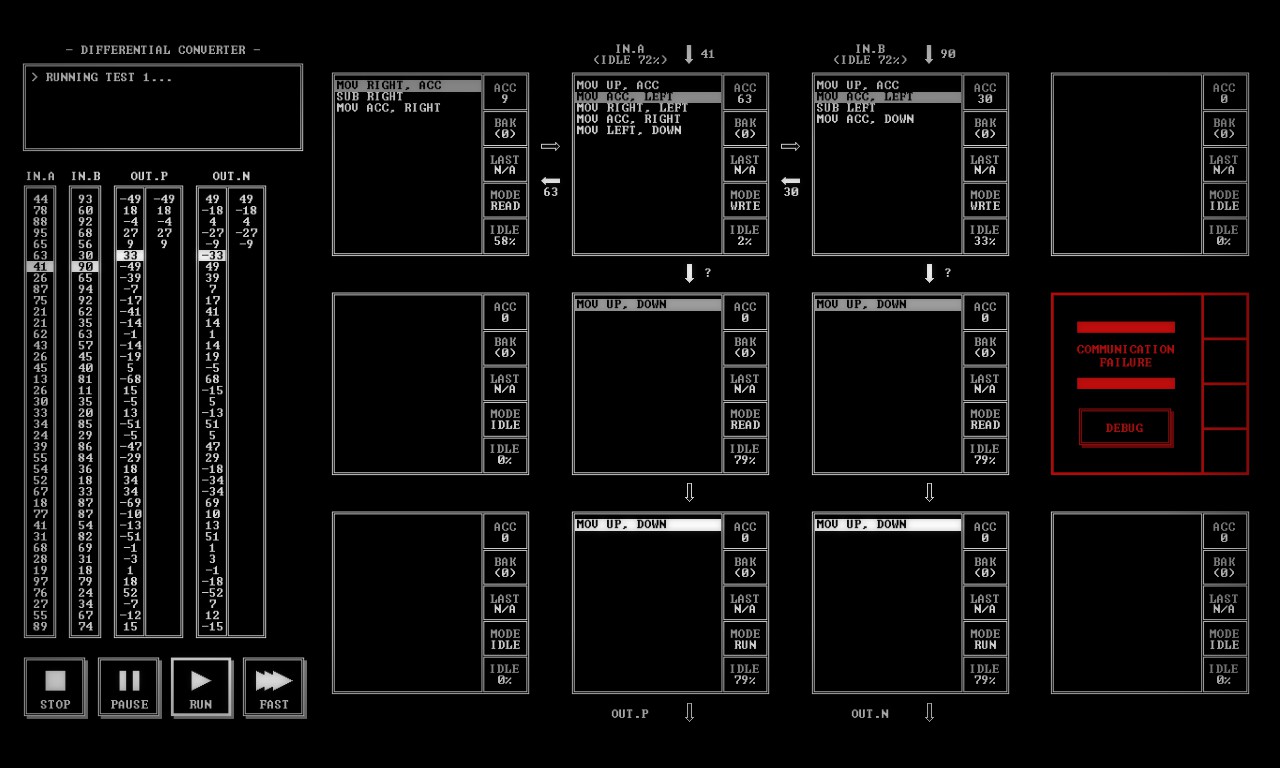 - DIFFERENTIAL CONVERTER -
> RUNNING TEST 1...
IN.A IN.B OUT.P OUT.N
44 93 -49 -49 49 49
78 60 18 18 -18 -18
88 92 -4 -4 4 4
95 68 27 27 -27 -27
65 56 9 9 -9 -9
63 30 33 -33
41 90 -49 49
26 65 -39 39
87 94 -7 7
75 92 -17 17
21 62 -41 41
21 35 -14 14
62 63 -1 1
43 57 -14 14
26 45 -19 19
45 40 5 -5
13 81 -68 68
26 11 15 -15
30 35 -5 5
33 20 13 -13
34 85 -51 51
24 29 -5 5
39 86 -47 47
55 84 -29 29
54 36 18 -18
52 18 34 -34
67 33 34 -34
18 87 -69 69
77 87 -10 10
41 54 -13 13
31 82 -51 51
68 69 -1 1
28 31 -3 3
19 18 1 -1
97 79 18 -18
76 24 52 -52
27 34 -7 7
55 67 -12 12
89 74 15 -15
STOP
PAUSE
RUN
FAST
MOV RIGHT, ACC
SUB RIGHT
MOV ACC, RIGHT
ACC
9
BAK
(0)
LAST
N/A
MODE
READ
IDLE
58%
63
IN.A
(IDLE 72%)
41
MOV UP, ACC
MOV ACC, LEFT
MOV RIGHT, LEFT
MOV ACC, RIGHT
MOV LEFT, DOWN
ACC
63
BAK
(0)
LAST
N/A
MODE
WRTE
IDLE
2%
30
IN.B
(IDLE 72%)
90
MOV UP, ACC
MOV ACC, LEFT
SUB LEFT
MOV ACC, DOWN
ACC
30
BAK
(0)
LAST
N/A
MODE
WRTE
IDLE
33%
ACC
0
BAK
(0)
LAST
N/A
MODE
IDLE
IDLE
0%
?
?
ACC
0
BAK
(0)
LAST
N/A
MODE
IDLE
IDLE
0%
MOV UP, DOWN
ACC
0
BAK
(0)
LAST
N/A
MODE
READ
IDLE
79%
MOV UP, DOWN
ACC
0
BAK
(0)
LAST
N/A
MODE
READ
IDLE
79%
COMMUNICATION
FAILURE
DEBUG
ACC
0
BAK
(0)
LAST
N/A
MODE
IDLE
IDLE
0%
MOV UP, DOWN
ACC
0
BAK
(0)
LAST
N/A
MODE
RUN
IDLE
79%
MOV UP, DOWN
ACC
0
BAK
(0)
LAST
N/A
MODE
RUN
IDLE
79%
ACC
0
BAK
(0)
LAST
N/A
MODE
IDLE
IDLE
0%
OUT.P
OUT.N